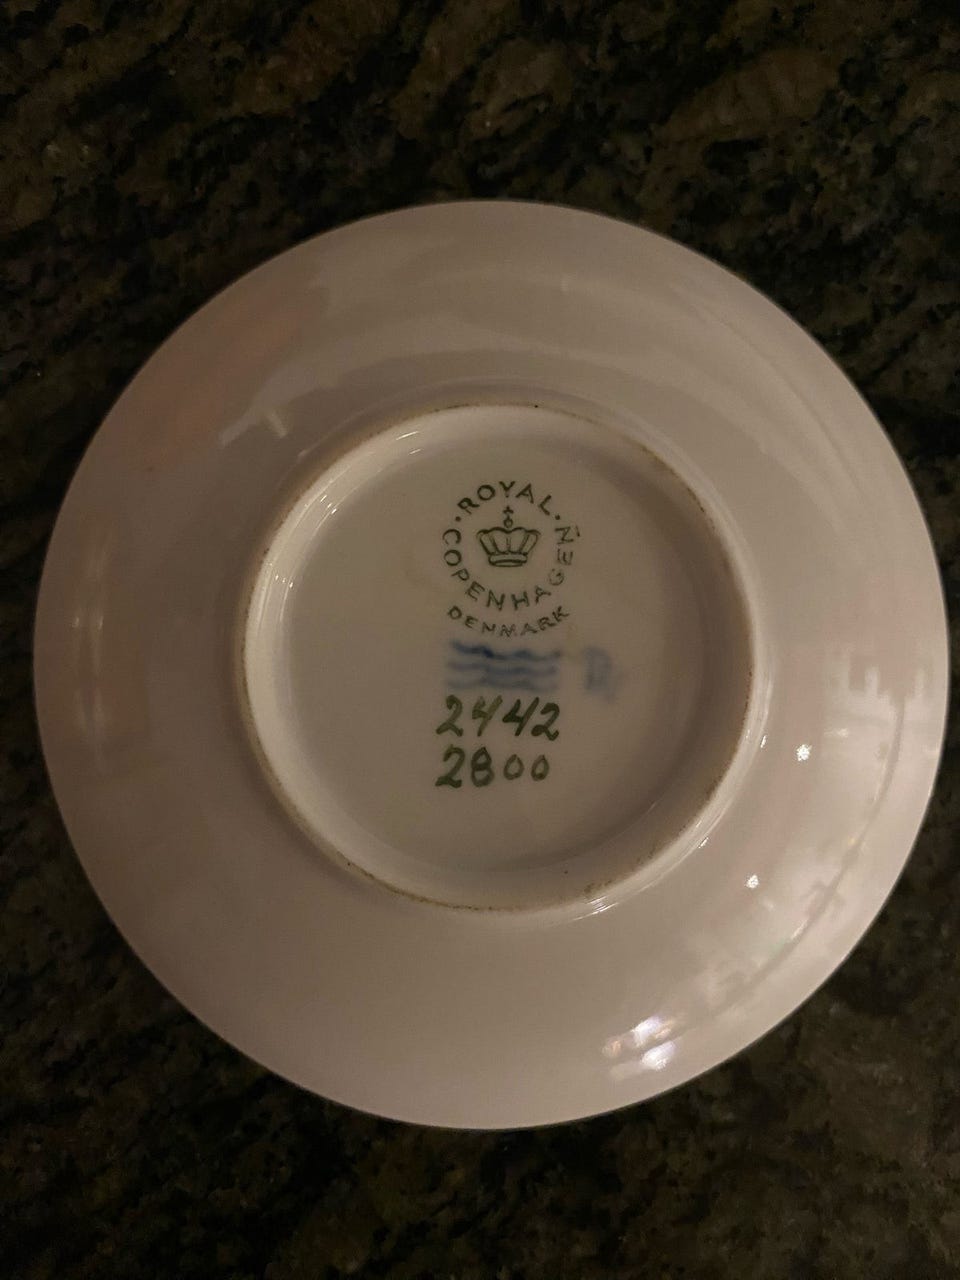 ROYAL
COPENHAGEN
DENMARK
2442
2800